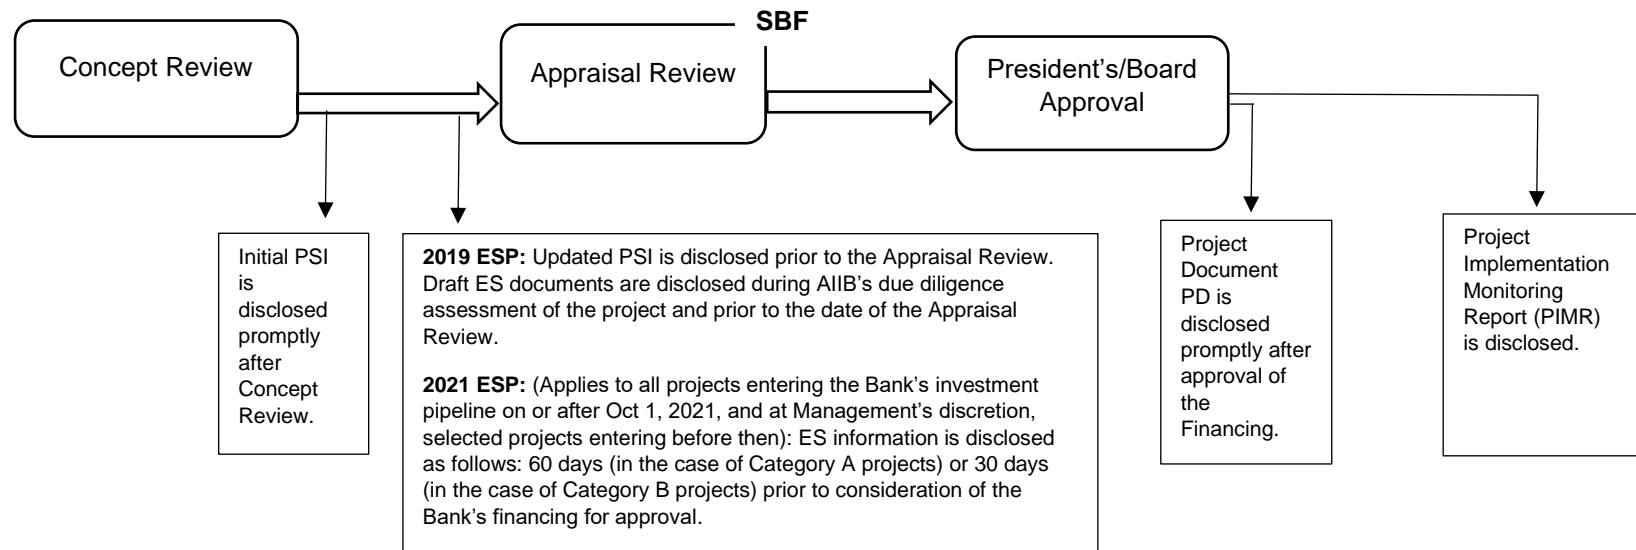 SBF
Concept Review
Appraisal Review
President's/Board
Approval
Initial PSI
is
disclosed
promptly
after
Concept
Review.
2019 ESP: Updated PSI is disclosed prior to the Appraisal Review.
Draft ES documents are disclosed during AIIB's due diligence
assessment of the project and prior to the date of the Appraisal
Review.
2021 ESP: (Applies to all projects entering the Bank's investment
pipeline on or after Oct 1, 2021, and at Management's discretion,
selected projects entering before then): ES information is disclosed
as follows: 60 days (in the case of Category A projects) or 30 days
(in the case of Category B projects) prior to consideration of the
Bank's financing for approval.
Project
Document
PD is
disclosed
promptly after
approval of
the
Financing.
Project
Implementation
Monitoring
Report (PIMR)
is disclosed.